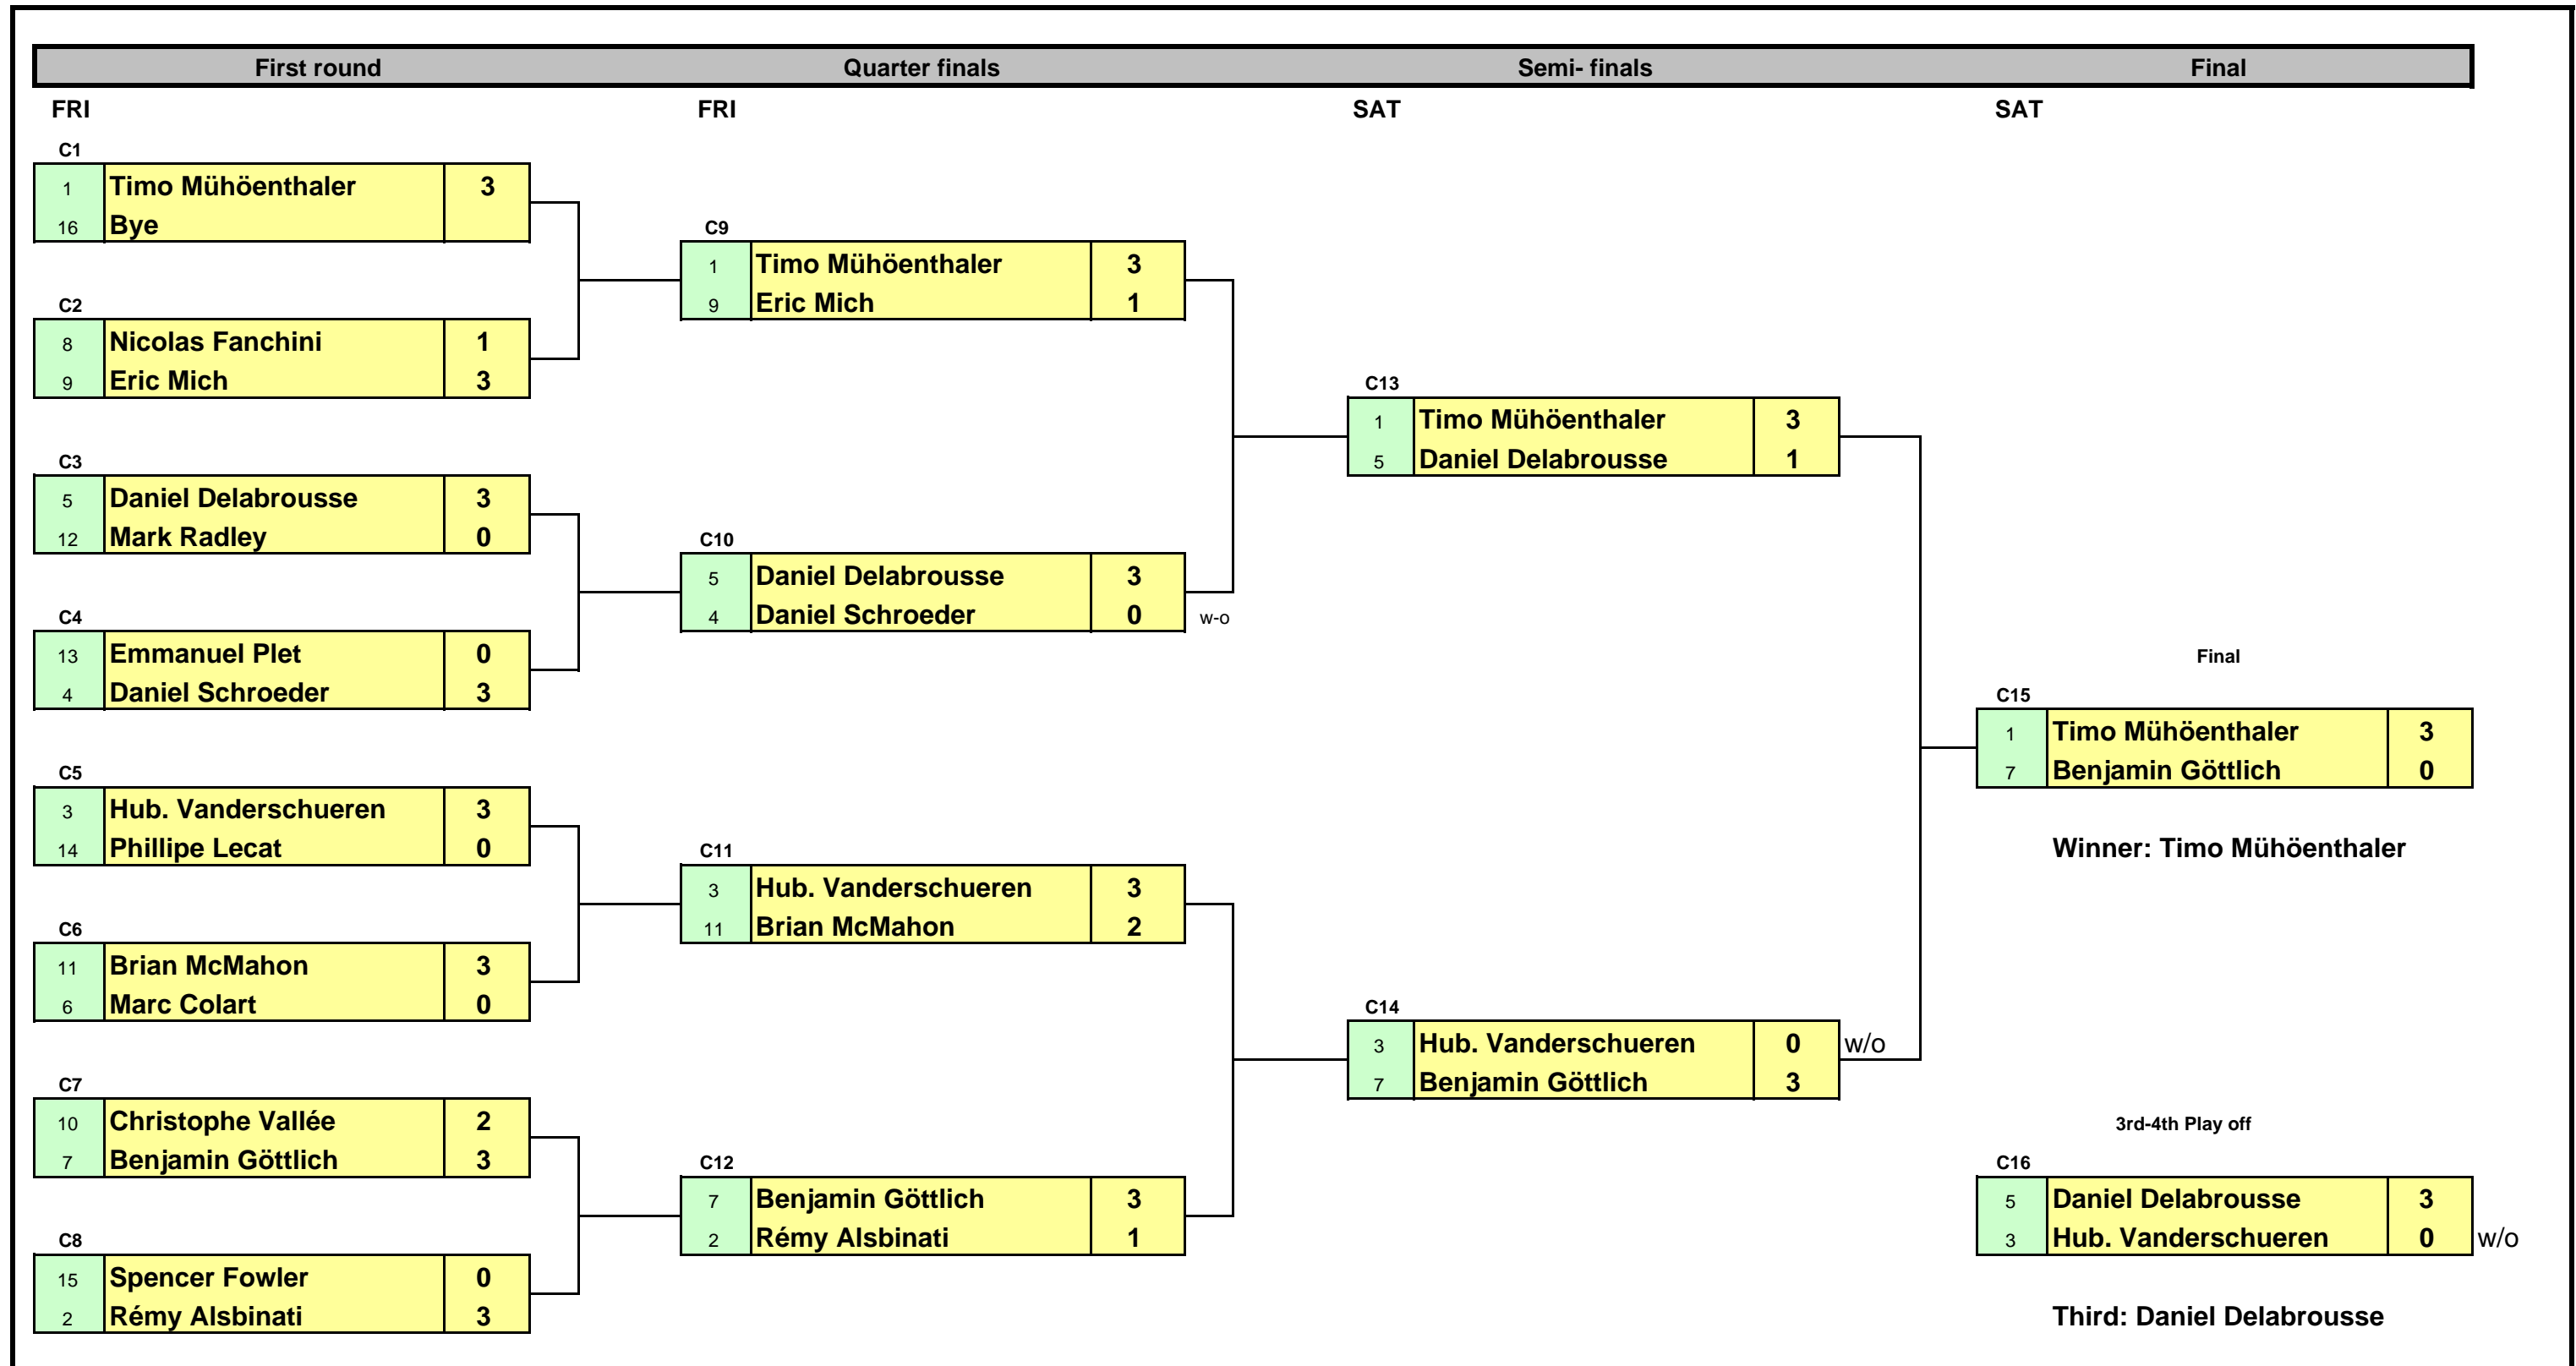 First round Quarter finals Semi- finals Final
FRI FRI SAT SAT
C1
1 Timo Mühöenthaler 3
16 Bye
C2
8 Nicolas Fanchini 1
9 Eric Mich 3
C3
5 Daniel Delabrousse 3
12 Mark Radley 0
C4
13 Emmanuel Plet 0
4 Daniel Schroeder 3
C5
3 Hub. Vanderschueren 3
14 Phillipe Lecat 0
C6
11 Brian McMahon 3
6 Marc Colart 0
C7
10 Christophe Vallée 2
7 Benjamin Göttlich 3
C8
15 Spencer Fowler 0
2 Rémy Alsbinati 3
C9
1 Timo Mühöenthaler 3
9 Eric Mich 1
C10
5 Daniel Delabrousse 3
4 Daniel Schroeder 0 w-o
C11
3 Hub. Vanderschueren 3
11 Brian McMahon 2
C12
7 Benjamin Göttlich 3
2 Rémy Alsbinati 1
C13
1 Timo Mühöenthaler 3
5 Daniel Delabrousse 1
C14
3 Hub. Vanderschueren 0 w/o
7 Benjamin Göttlich 3
Final
C15
1 Timo Mühöenthaler 3
7 Benjamin Göttlich 0
Winner: Timo Mühöenthaler
3rd-4th Play off
C16
5 Daniel Delabrousse 3
3 Hub. Vanderschueren 0 w/o
Third: Daniel Delabrousse